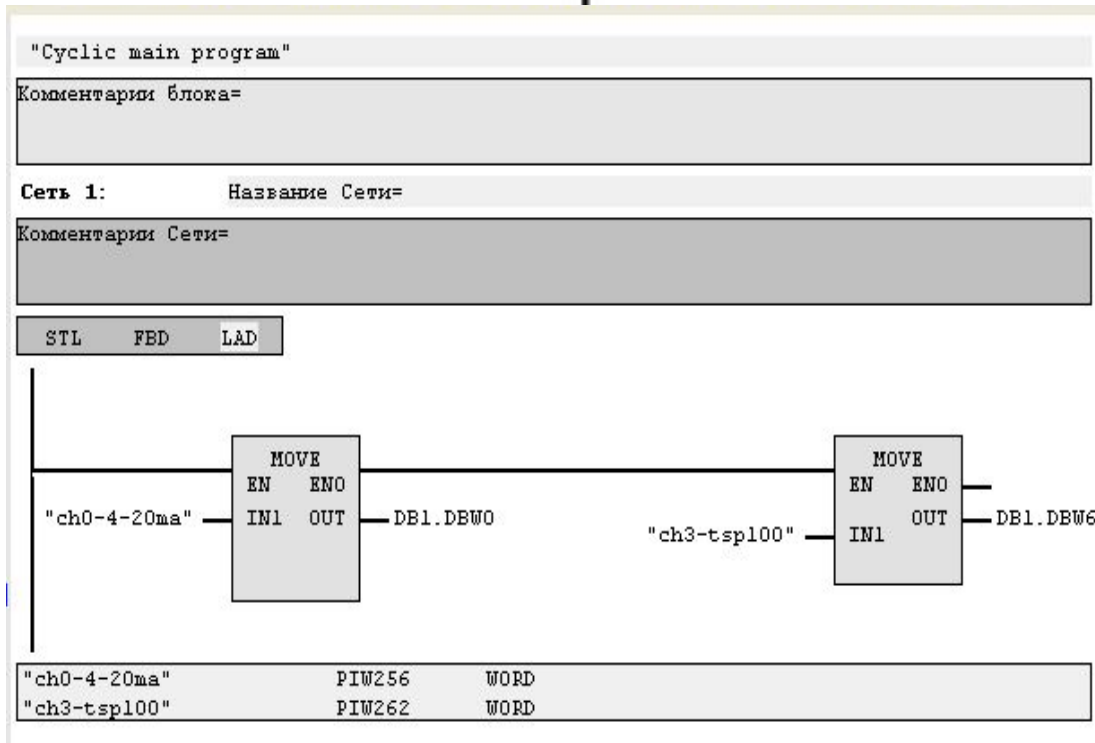 "Cyclic main program"
Комментарии блока=
Сеть 1: Название Сети=
Комментарии Сети=
STL FBD LAD
MOVE MOVE
EN ENO EN ENO
"ch0-4-20ma" IN1 OUT DB1.DBW0 "ch3-tsp100" IN1 OUT DB1.DBW6
"ch0-4-20ma" PIW256 WORD
"ch3-tsp100" PIW262 WORD